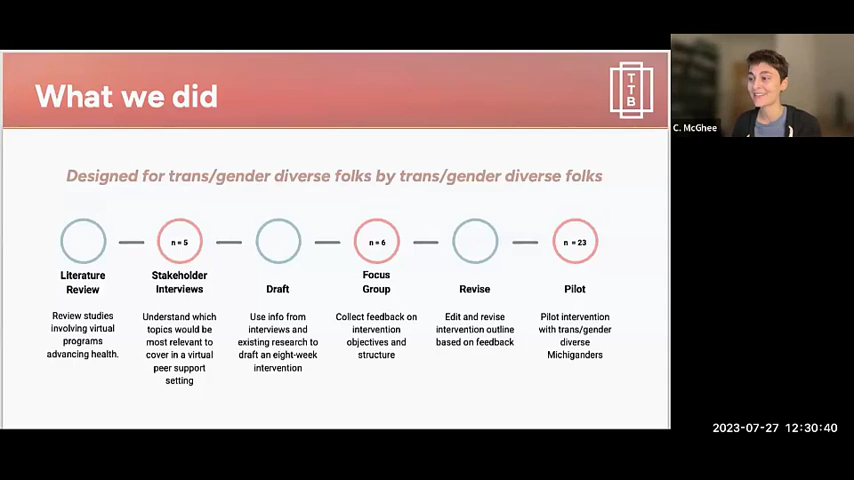 What we did
T
T
B
C. McGhee
Designed for trans/gender diverse folks by trans/gender diverse folks
n = 5
n = 6
n = 23
Literature
Review
Review studies
involving virtual
programs
advancing health.
Stakeholder
Interviews
Understand which
topics would be
most relevant to
cover in a virtual
peer support
setting
Draft
Use info from
interviews and
existing research to
draft an eight-week
intervention
Focus
Group
Collect feedback on
intervention
objectives and
structure
Revise
Edit and revise
intervention outline
based on feedback
Pilot
Pilot intervention
with trans/gender
diverse
Michiganders
2023-07-27 12:30:40